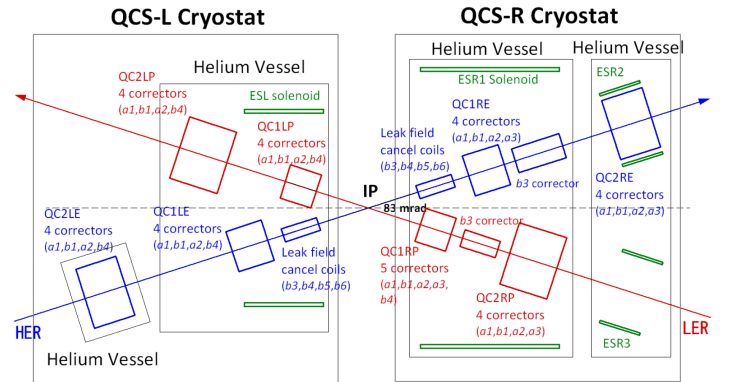 QCS-L Cryostat
QCS-R Cryostat
Helium Vessel
Helium Vessel
Helium Vessel
QC2LP
4 correctors
(a1,b1,a2,b4)
ESL solenoid
QC1LP
4 correctors
(a1,b1,a2,b4)
ESR1 Solenoid
ESR2
QC1RE
4 correctors
(a1,b1,a2,a3)
Leak field
cancel coils
(b3,b4,b5,b6)
b3 corrector
QC2RE
4 correctors
(a1,b1,a2,a3)
IP
83 mrad
QC2LE
4 correctors
(a1,b1,a2,b4)
QC1LE
4 correctors
(a1,b1,a2,b4)
Leak field
cancel coils
(b3,b4,b5,b6)
b3 corrector
QC1RP
5 correctors
(a1,b1,a2,a3,
b4)
QC2RP
4 correctors
(a1,b1,a2,a3)
HER
LER
ESR3
Helium Vessel